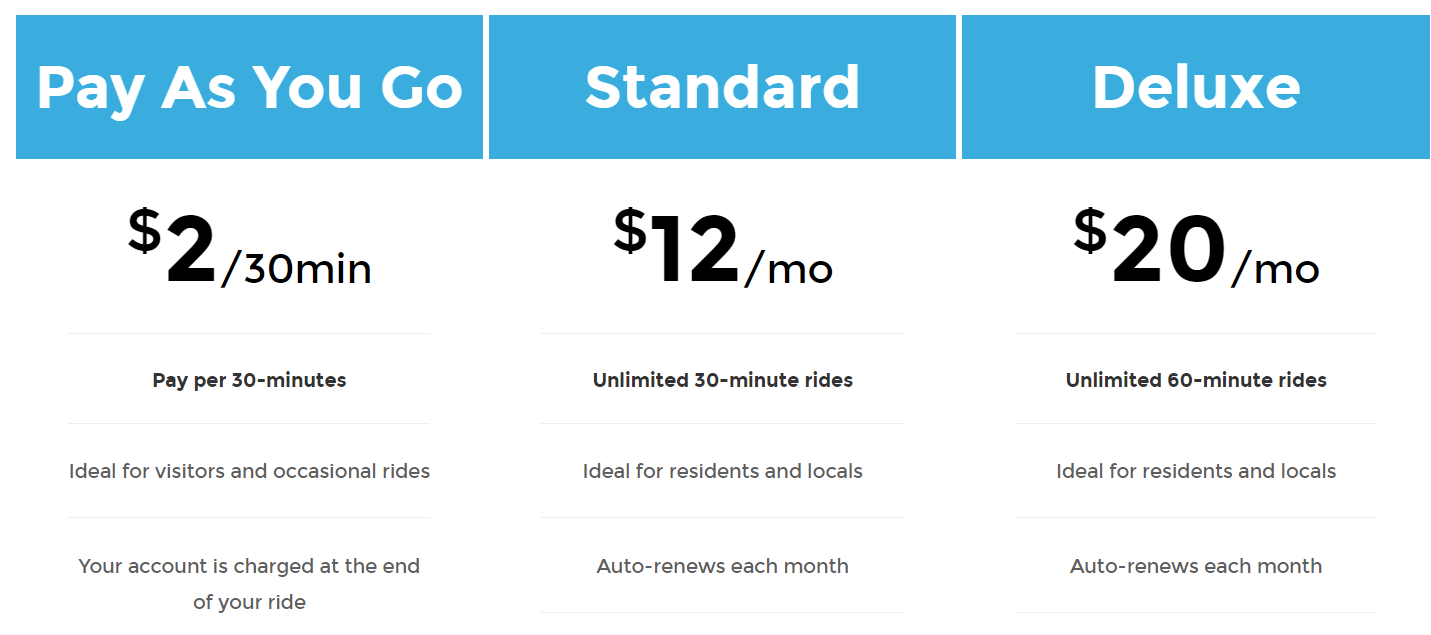 Pay As You Go
$2/30min
Pay per 30-minutes
Ideal for visitors and occasional rides
Your account is charged at the end
of your ride
Standard
$12/mo
Unlimited 30-minute rides
Ideal for residents and locals
Auto-renews each month
Deluxe
$20/mo
Unlimited 60-minute rides
Ideal for residents and locals
Auto-renews each month